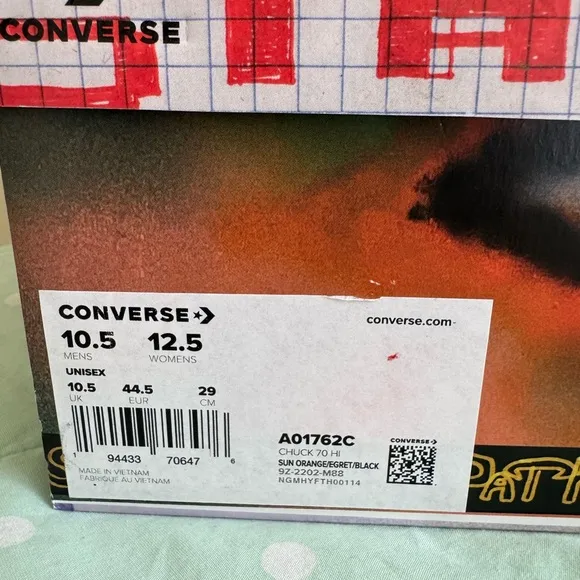 CONVERSE
CONVERSE
converse.com
10.5 12.5
MENS WOMENS
UNISEX
10.5 44.5 29
UK EUR CM
1 94433 70647 6
MADE IN VIETNAM
FABRIQUÉ AU VIETNAM
A01762C
CHUCK 70 HI
SUN ORANGE/EGRET/BLACK
9Z-2202-M88
NGMHYFTH00114
CONVERSE